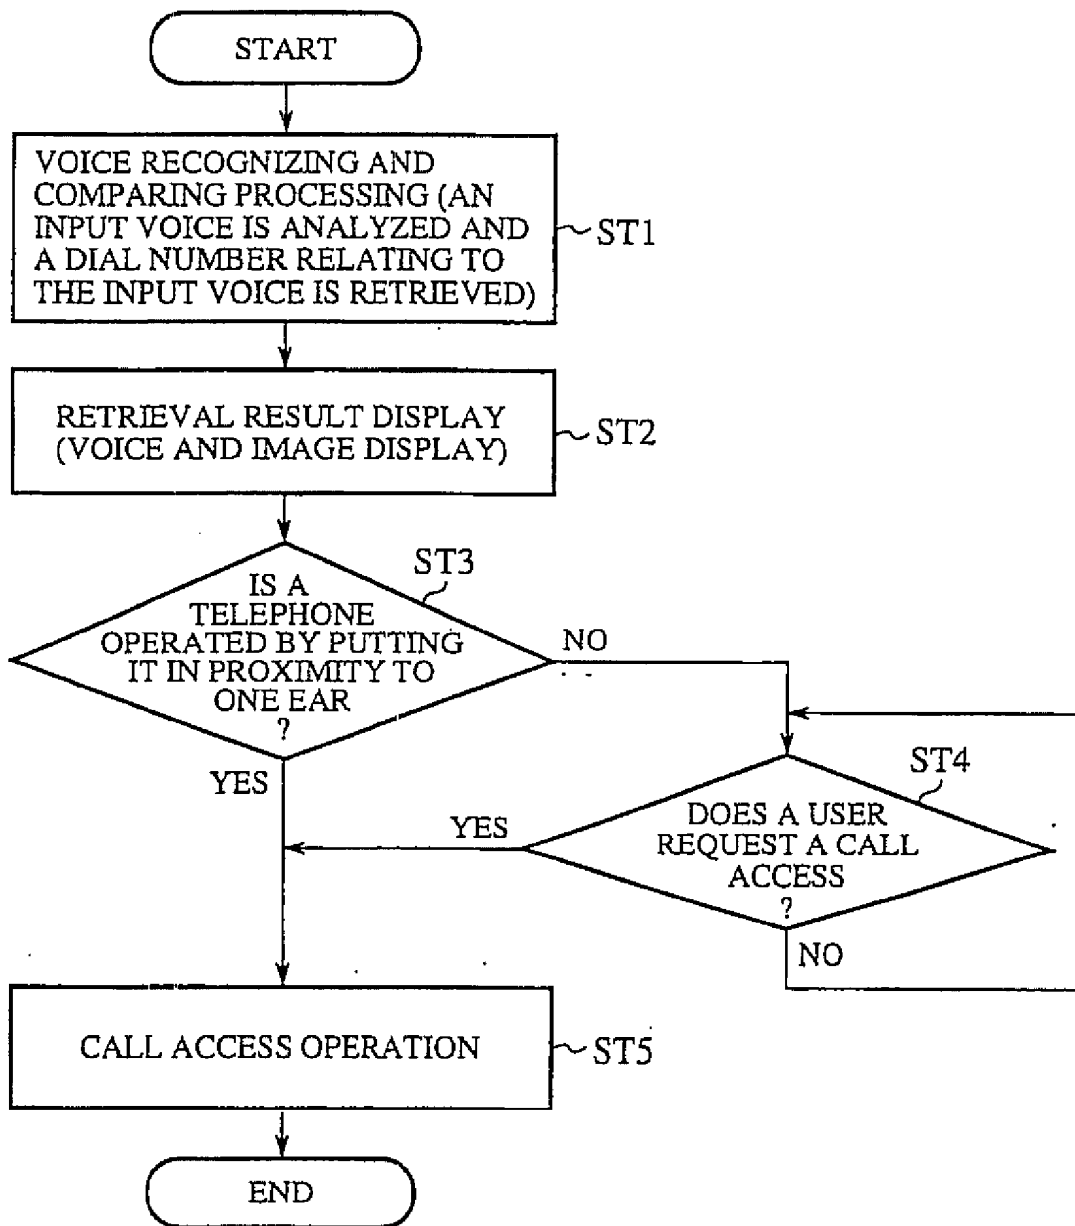 START
VOICE RECOGNIZING AND
COMPARING PROCESSING (AN
INPUT VOICE IS ANALYZED AND
A DIAL NUMBER RELATING TO
THE INPUT VOICE IS RETRIEVED)
ST1
RETRIEVAL RESULT DISPLAY
(VOICE AND IMAGE DISPLAY)
ST2
ST3
IS A
TELEPHONE
OPERATED BY PUTTING
IT IN PROXIMITY TO
ONE EAR
?
NO
YES
ST4
DOES A USER
REQUEST A CALL
ACCESS
?
YES
NO
CALL ACCESS OPERATION
ST5
END